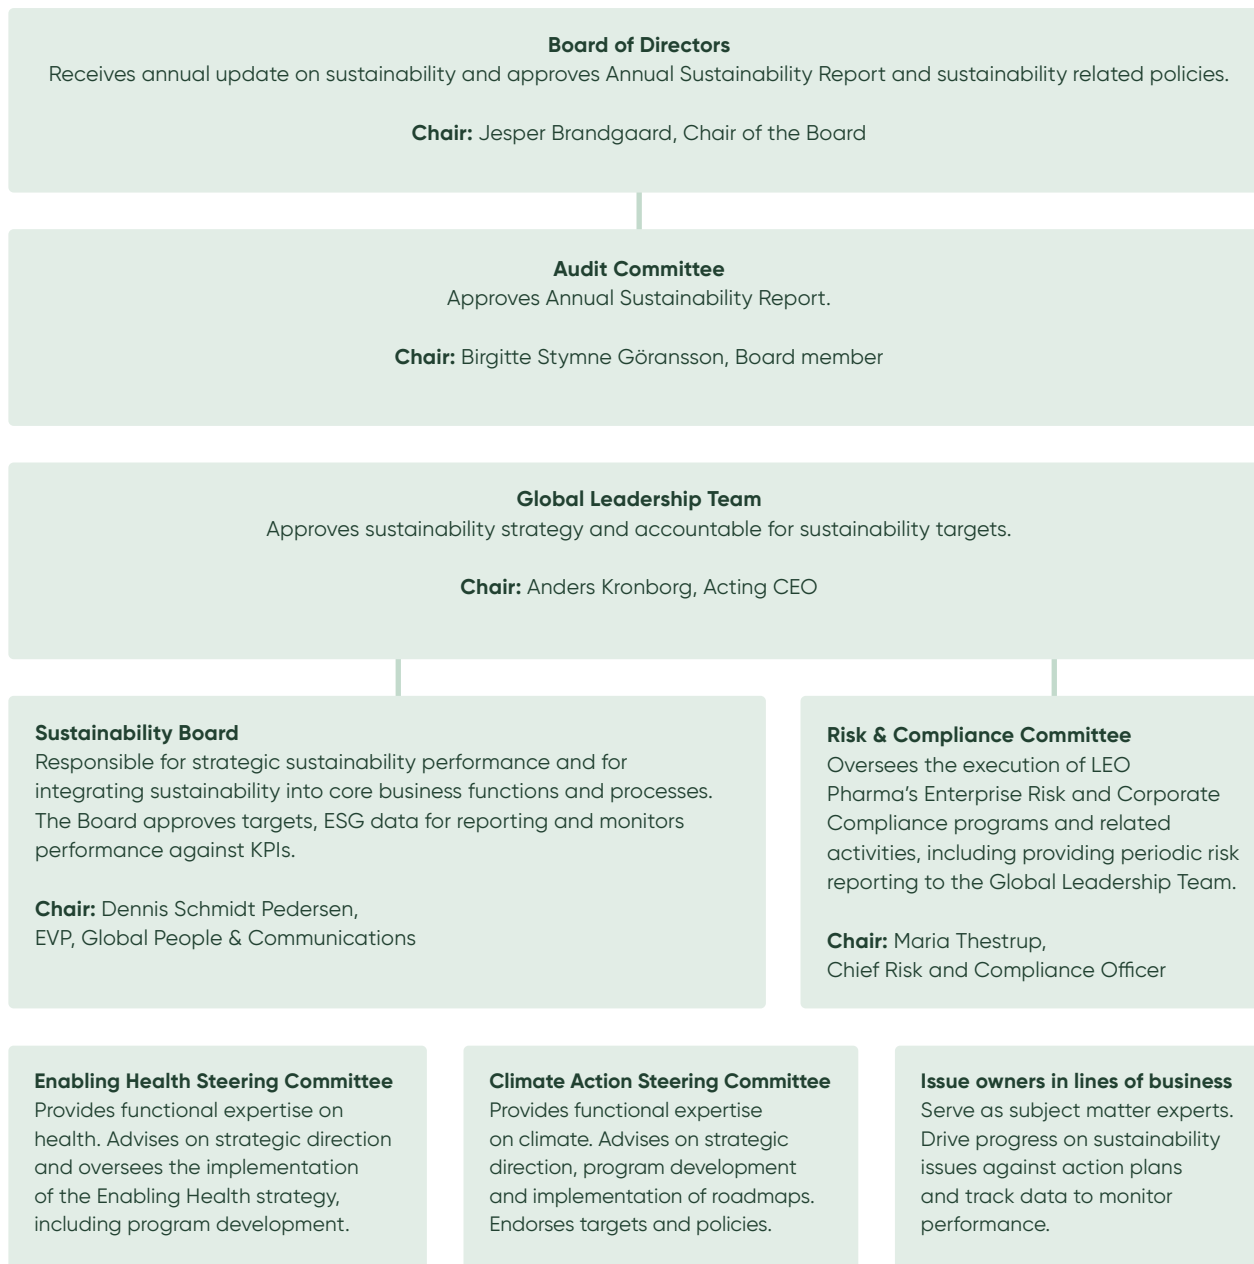 Board of Directors
Receives annual update on sustainability and approves Annual Sustainability Report and sustainability related policies.
Chair: Jesper Brandgaard, Chair of the Board
Audit Committee
Approves Annual Sustainability Report.
Chair: Birgitte Stymne Göransson, Board member
Global Leadership Team
Approves sustainability strategy and accountable for sustainability targets.
Chair: Anders Kronborg, Acting CEO
Sustainability Board
Responsible for strategic sustainability performance and for
integrating sustainability into core business functions and processes.
The Board approves targets, ESG data for reporting and monitors
performance against KPIs.
Chair: Dennis Schmidt Pedersen,
EVP, Global People & Communications
Risk & Compliance Committee
Oversees the execution of LEO
Pharma’s Enterprise Risk and Corporate
Compliance programs and related
activities, including providing periodic risk
reporting to the Global Leadership Team.
Chair: Maria Thestrup,
Chief Risk and Compliance Officer
Enabling Health Steering Committee
Provides functional expertise on
health. Advises on strategic direction
and oversees the implementation
of the Enabling Health strategy,
including program development.
Climate Action Steering Committee
Provides functional expertise
on climate. Advises on strategic
direction, program development
and implementation of roadmaps.
Endorses targets and policies.
Issue owners in lines of business
Serve as subject matter experts.
Drive progress on sustainability
issues against action plans
and track data to monitor
performance.